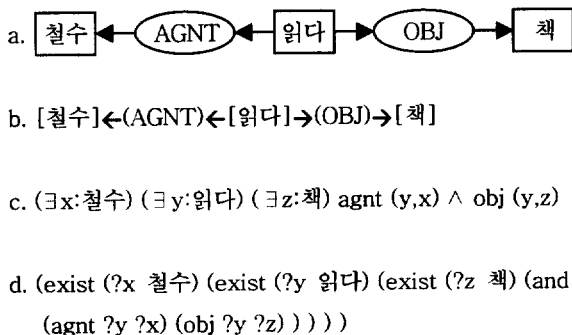 a. 철수 AGNT 읽다 OBJ 책
b. [철수]←(AGNT)←[읽다]→(OBJ)→[책]
c. (∃x:철수) (∃y:읽다) (∃z:책) agnt (y,x) ∧ obj (y,z)
d. (exist (?x 철수) (exist (?y 읽다) (exist (?z 책) (and
(agnt ?y ?x) (obj ?y ?z) ) ) ) )